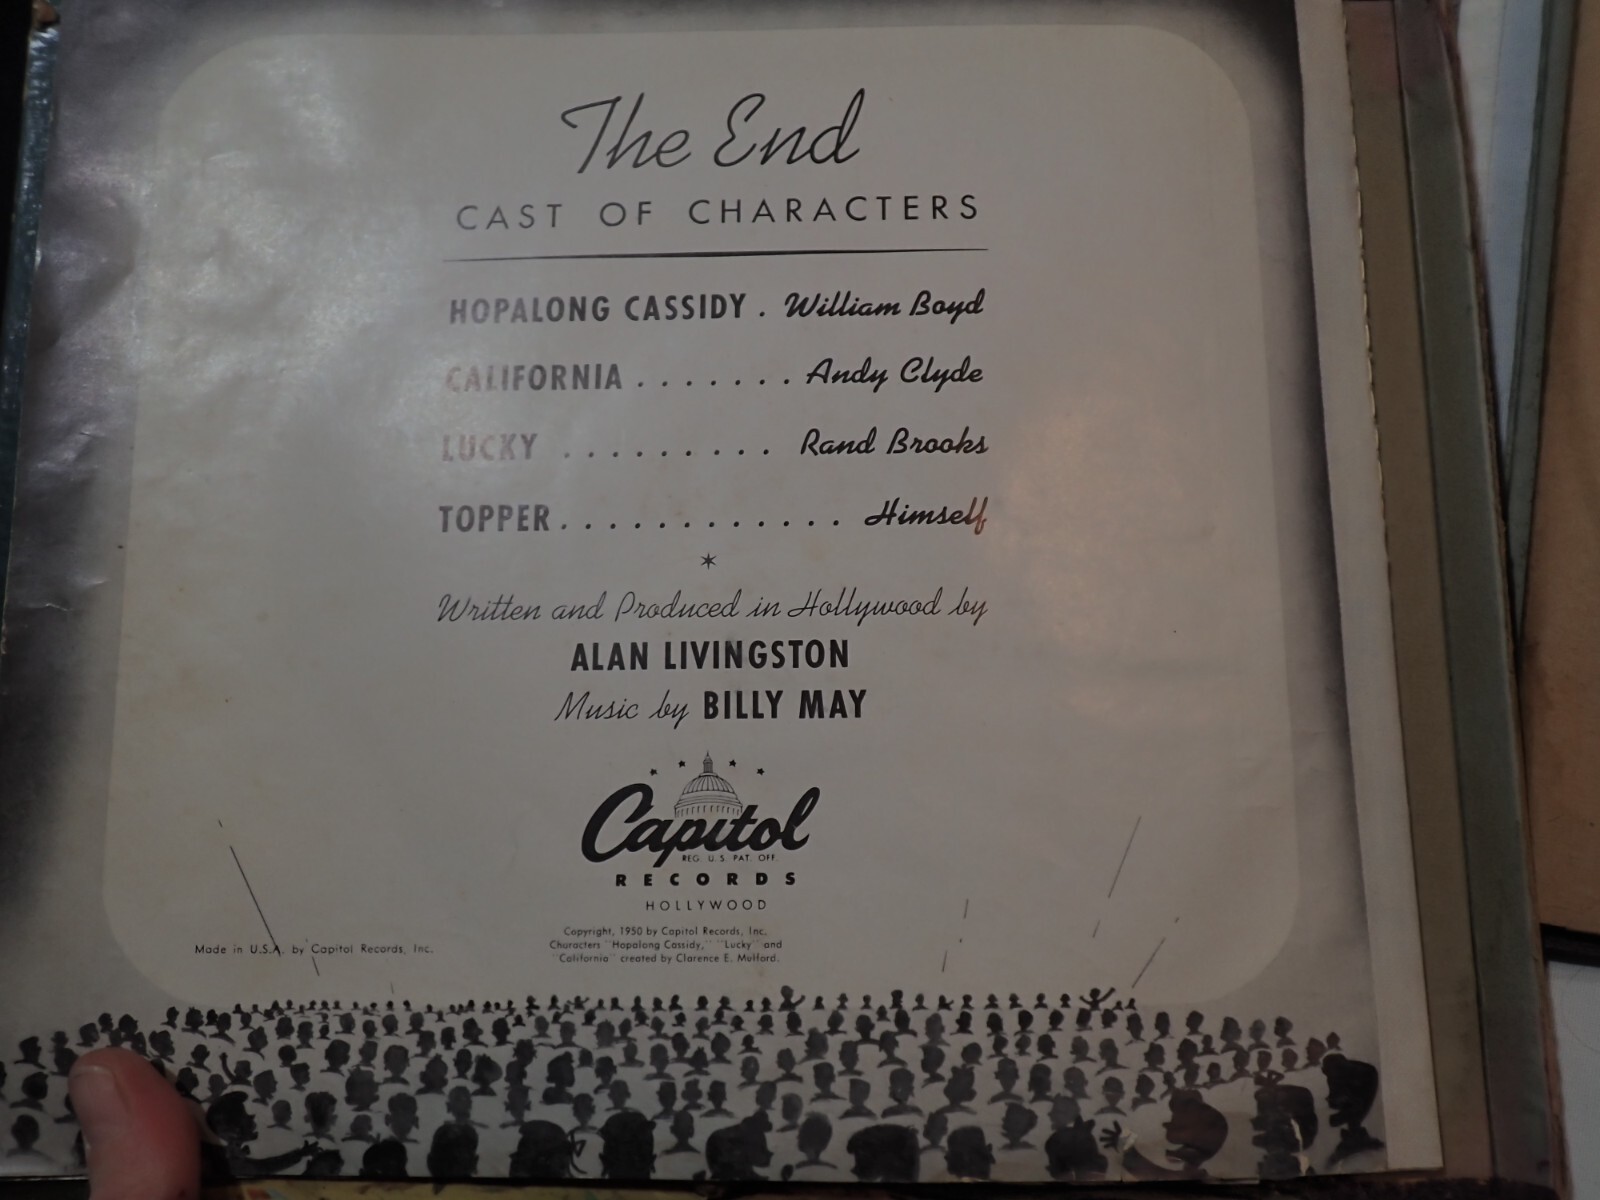 The End
CAST OF CHARACTERS
HOPALONG CASSIDY . William Boyd
CALIFORNIA . . . . . . . Andy Clyde
LUCKY . . . . . . . . . Rand Brooks
TOPPER . . . . . . . . . . . . Himself
*
Written and Produced in Hollywood by
ALAN LIVINGSTON
Music by BILLY MAY
Capitol
REG. U.S. PAT. OFF.
RECORDS
HOLLYWOOD
Copyright, 1950 by Capitol Records, Inc.
Characters "Hopalong Cassidy," "Lucky" and
"California" created by Clarence E. Mulford.
Made in U.S.A. by Capitol Records, Inc.